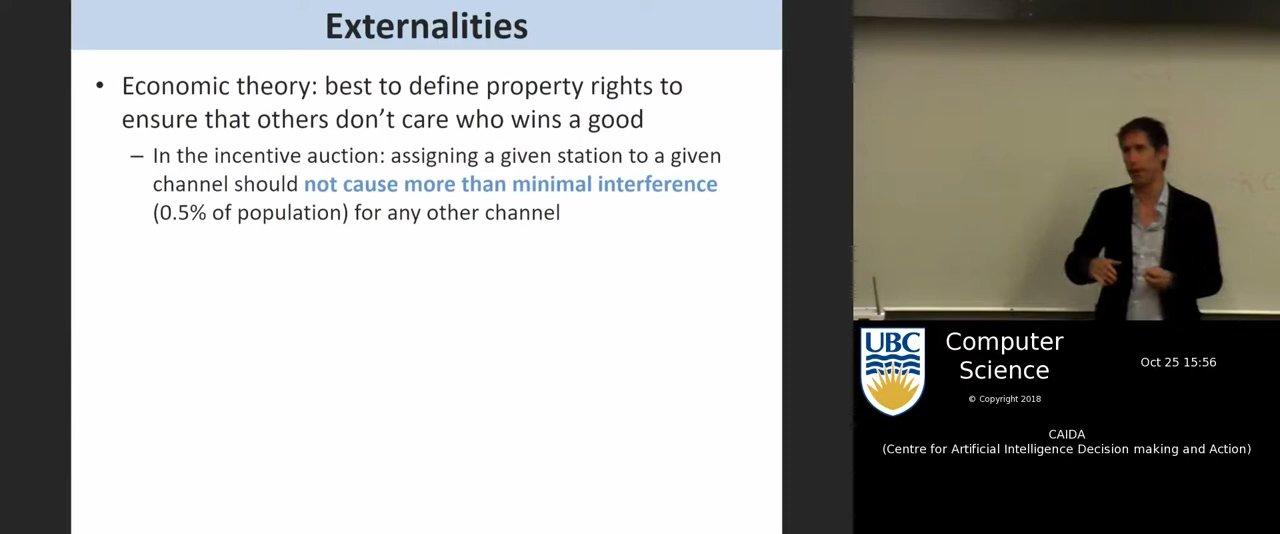 Externalities
• Economic theory: best to define property rights to
ensure that others don’t care who wins a good
– In the incentive auction: assigning a given station to a given
channel should not cause more than minimal interference
(0.5% of population) for any other channel
UBC
Computer
Science
© Copyright 2018
Oct 25 15:56
CAIDA
(Centre for Artificial Intelligence Decision making and Action)